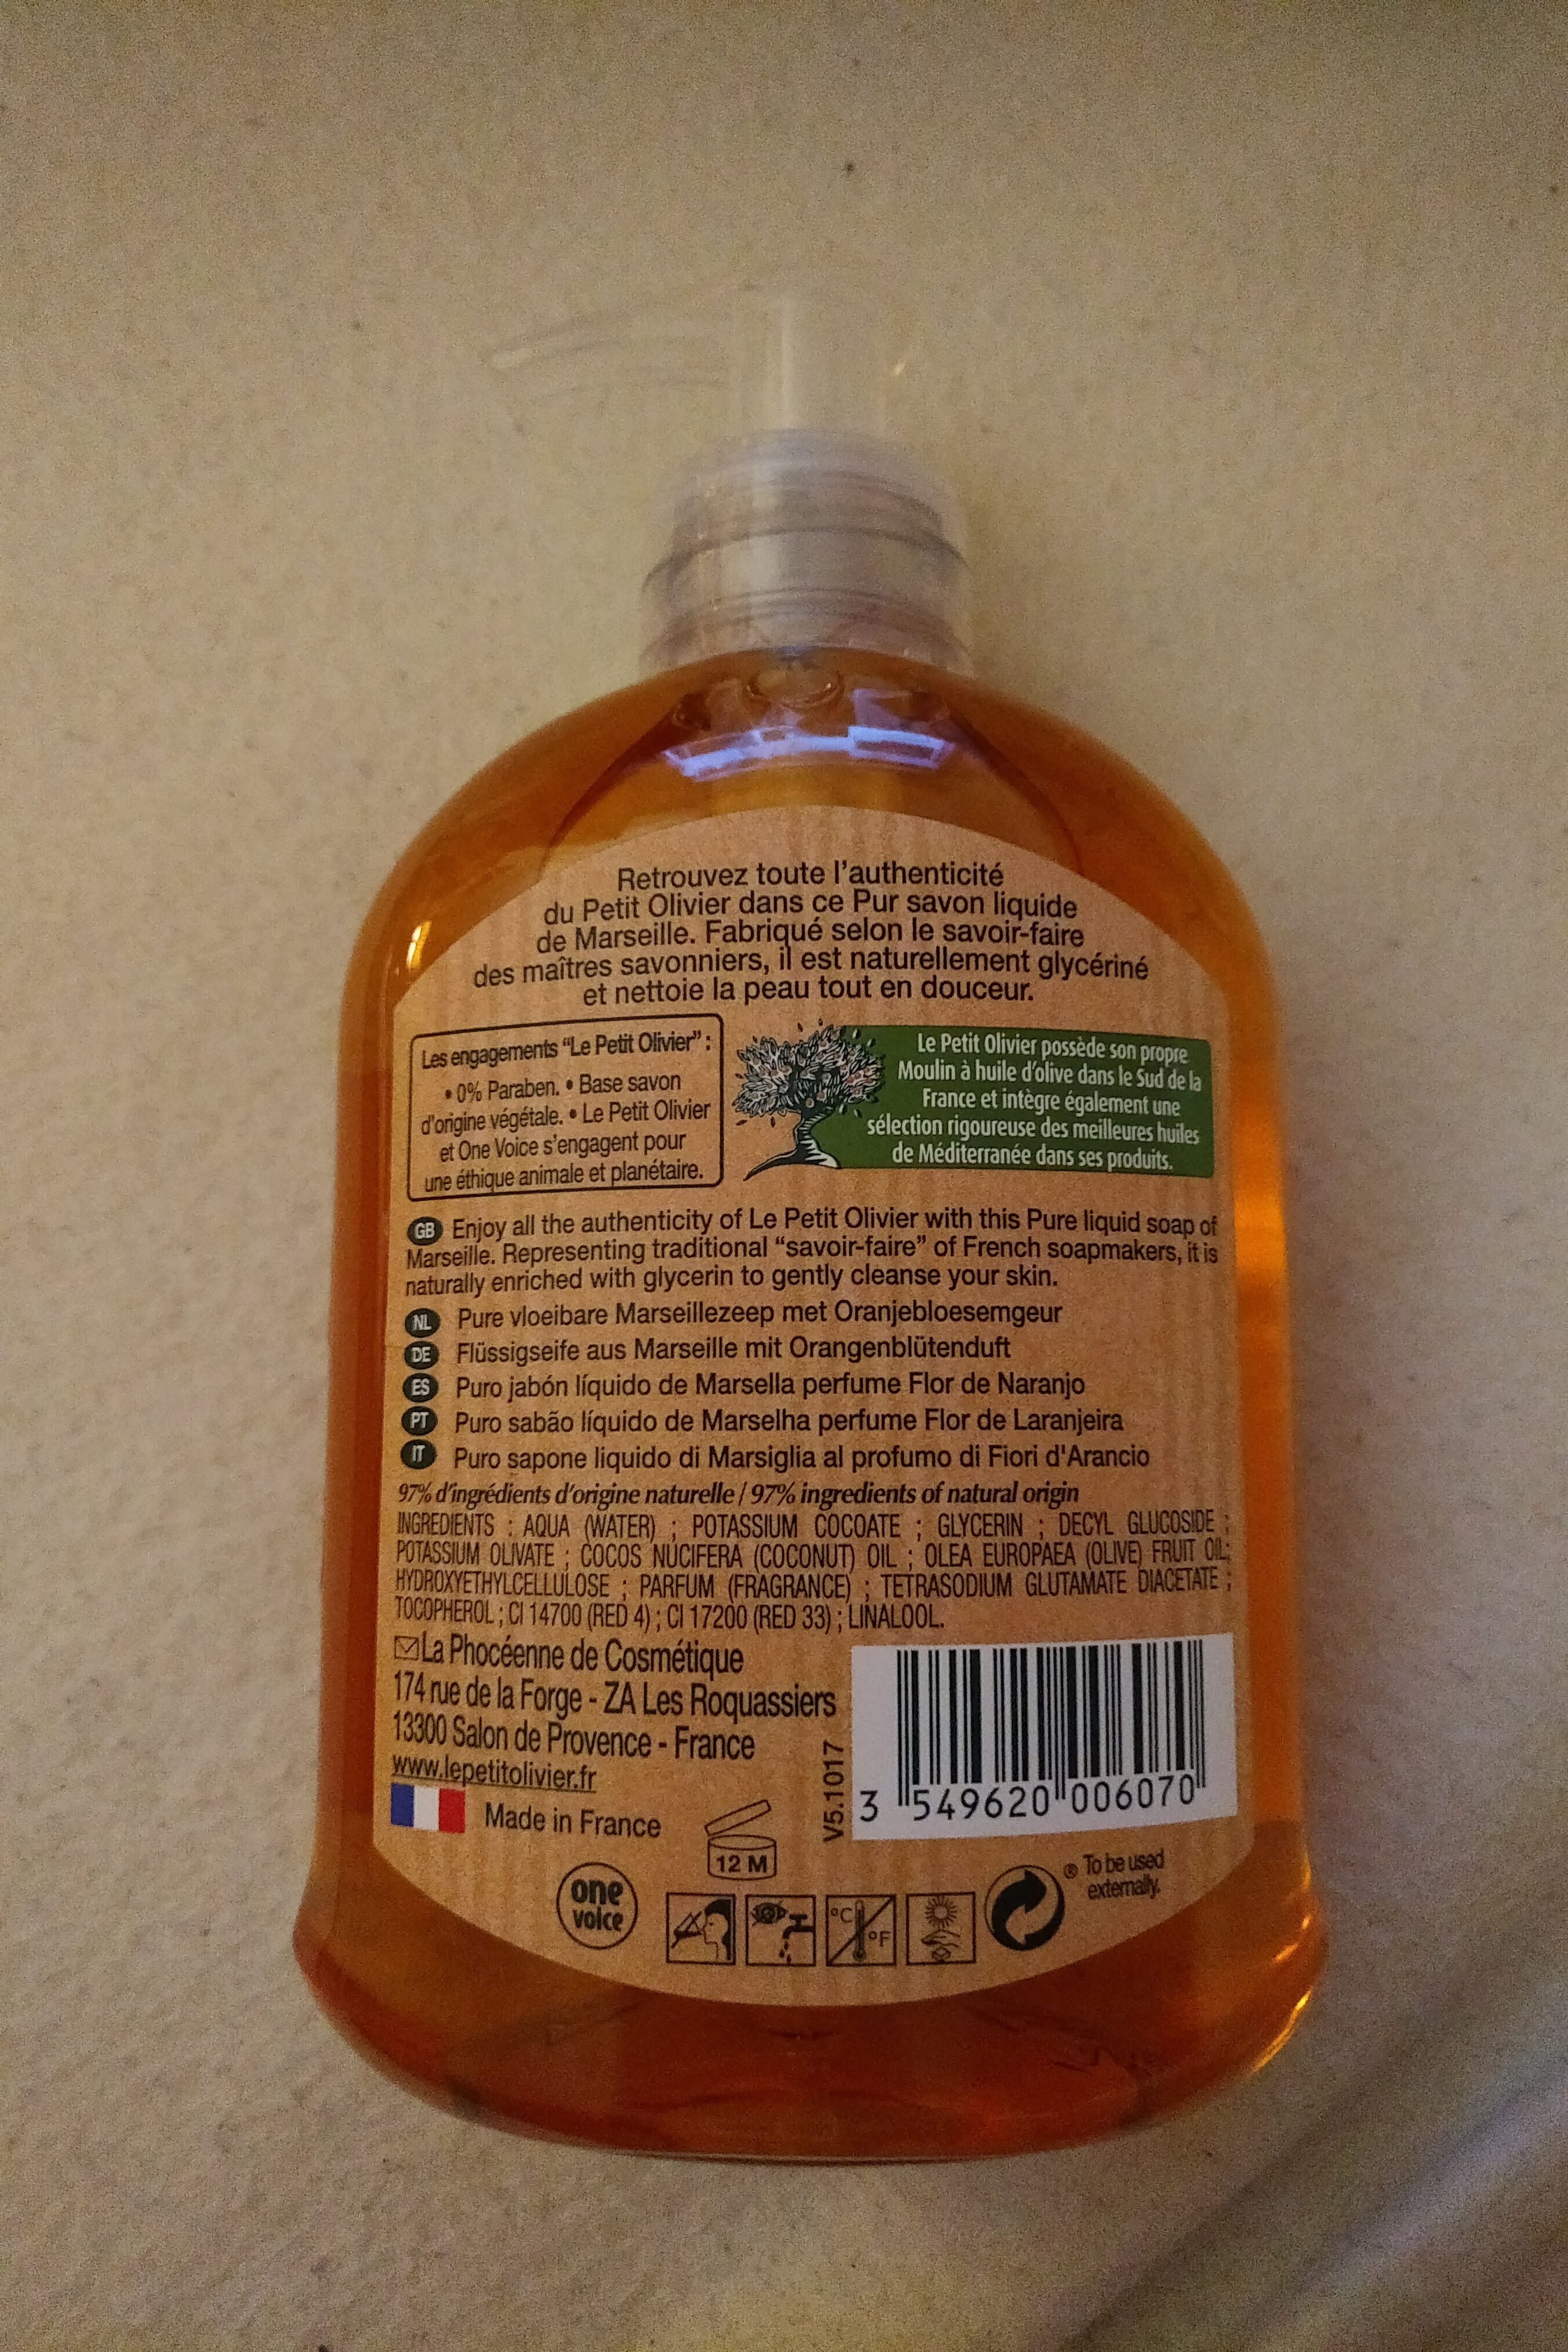 Retrouvez toute l'authenticité
du Petit Olivier dans ce Pur savon liquide
de Marseille. Fabriqué selon le savoir-faire
des maîtres savonniers, il est naturellement glycériné
et nettoie la peau tout en douceur.
Les engagements “Le Petit Olivier” :
• 0% Paraben. • Base savon
d'origine végétale. • Le Petit Olivier
et One Voice s'engagent pour
une éthique animale et planétaire.
Le Petit Olivier possède son propre
Moulin à huile d'olive dans le Sud de la
France et intègre également une
sélection rigoureuse des meilleures huiles
de Méditerranée dans ses produits.
GB Enjoy all the authenticity of Le Petit Olivier with this Pure liquid soap of
Marseille. Representing traditional “savoir-faire” of French soapmakers, it is
naturally enriched with glycerin to gently cleanse your skin.
NL Pure vloeibare Marseillezeep met Oranjebloesemgeur
DE Flüssigseife aus Marseille mit Orangenblütenduft
ES Puro jabón líquido de Marsella perfume Flor de Naranjo
PT Puro sabão líquido de Marselha perfume Flor de Laranjeira
IT Puro sapone liquido di Marsiglia al profumo di Fiori d'Arancio
97% d'ingrédients d'origine naturelle / 97% ingredients of natural origin
INGREDIENTS : AQUA (WATER) ; POTASSIUM COCOATE ; GLYCERIN ; DECYL GLUCOSIDE ;
POTASSIUM OLIVATE ; COCOS NUCIFERA (COCONUT) OIL ; OLEA EUROPAEA (OLIVE) FRUIT OIL;
HYDROXYETHYLCELLULOSE ; PARFUM (FRAGRANCE) ; TETRASODIUM GLUTAMATE DIACETATE ;
TOCOPHEROL ; CI 14700 (RED 4) ; CI 17200 (RED 33) ; LINALOOL.
La Phocéenne de Cosmétique
174 rue de la Forge - ZA Les Roquassiers
13300 Salon de Provence - France
www.lepetitolivier.fr
Made in France
V5.1017
3 549620 006070
12 M
one
voice
°C
°F
® To be used
externally.